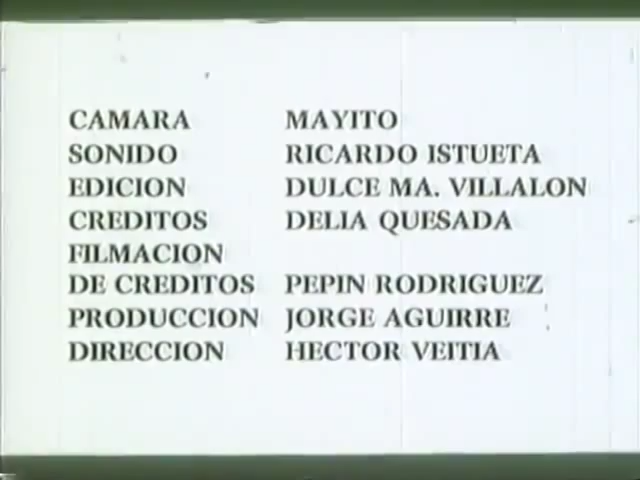 CAMARA MAYITO
SONIDO RICARDO ISTUETA
EDICION DULCE MA. VILLALON
CREDITOS DELIA QUESADA
FILMACION
DE CREDITOS PEPIN RODRIGUEZ
PRODUCCION JORGE AGUIRRE
DIRECCION HECTOR VEITIA